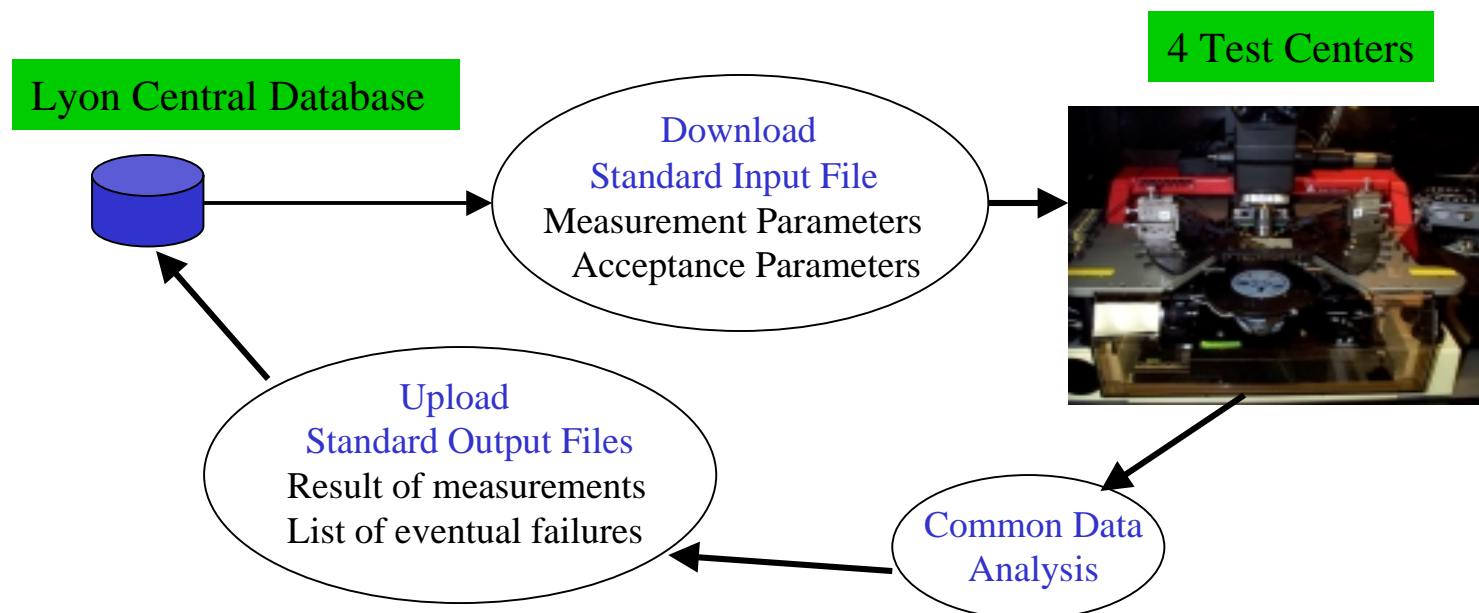 Lyon Central Database
Download
Standard Input File
Measurement Parameters
Acceptance Parameters
4 Test Centers
Upload
Standard Output Files
Result of measurements
List of eventual failures
Common Data
Analysis